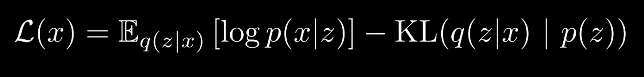 ℒ(x) = 𝔼_{q(z|x)} [log p(x|z)] − KL(q(z|x) | p(z))